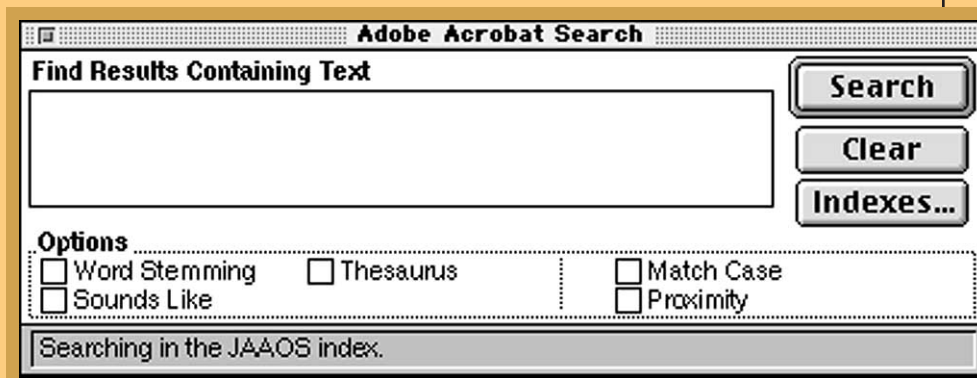 Adobe Acrobat Search
Find Results Containing Text
Search
Clear
Indexes...
Options
Word Stemming Thesaurus Match Case
Sounds Like Proximity
Searching in the JAAOS index.